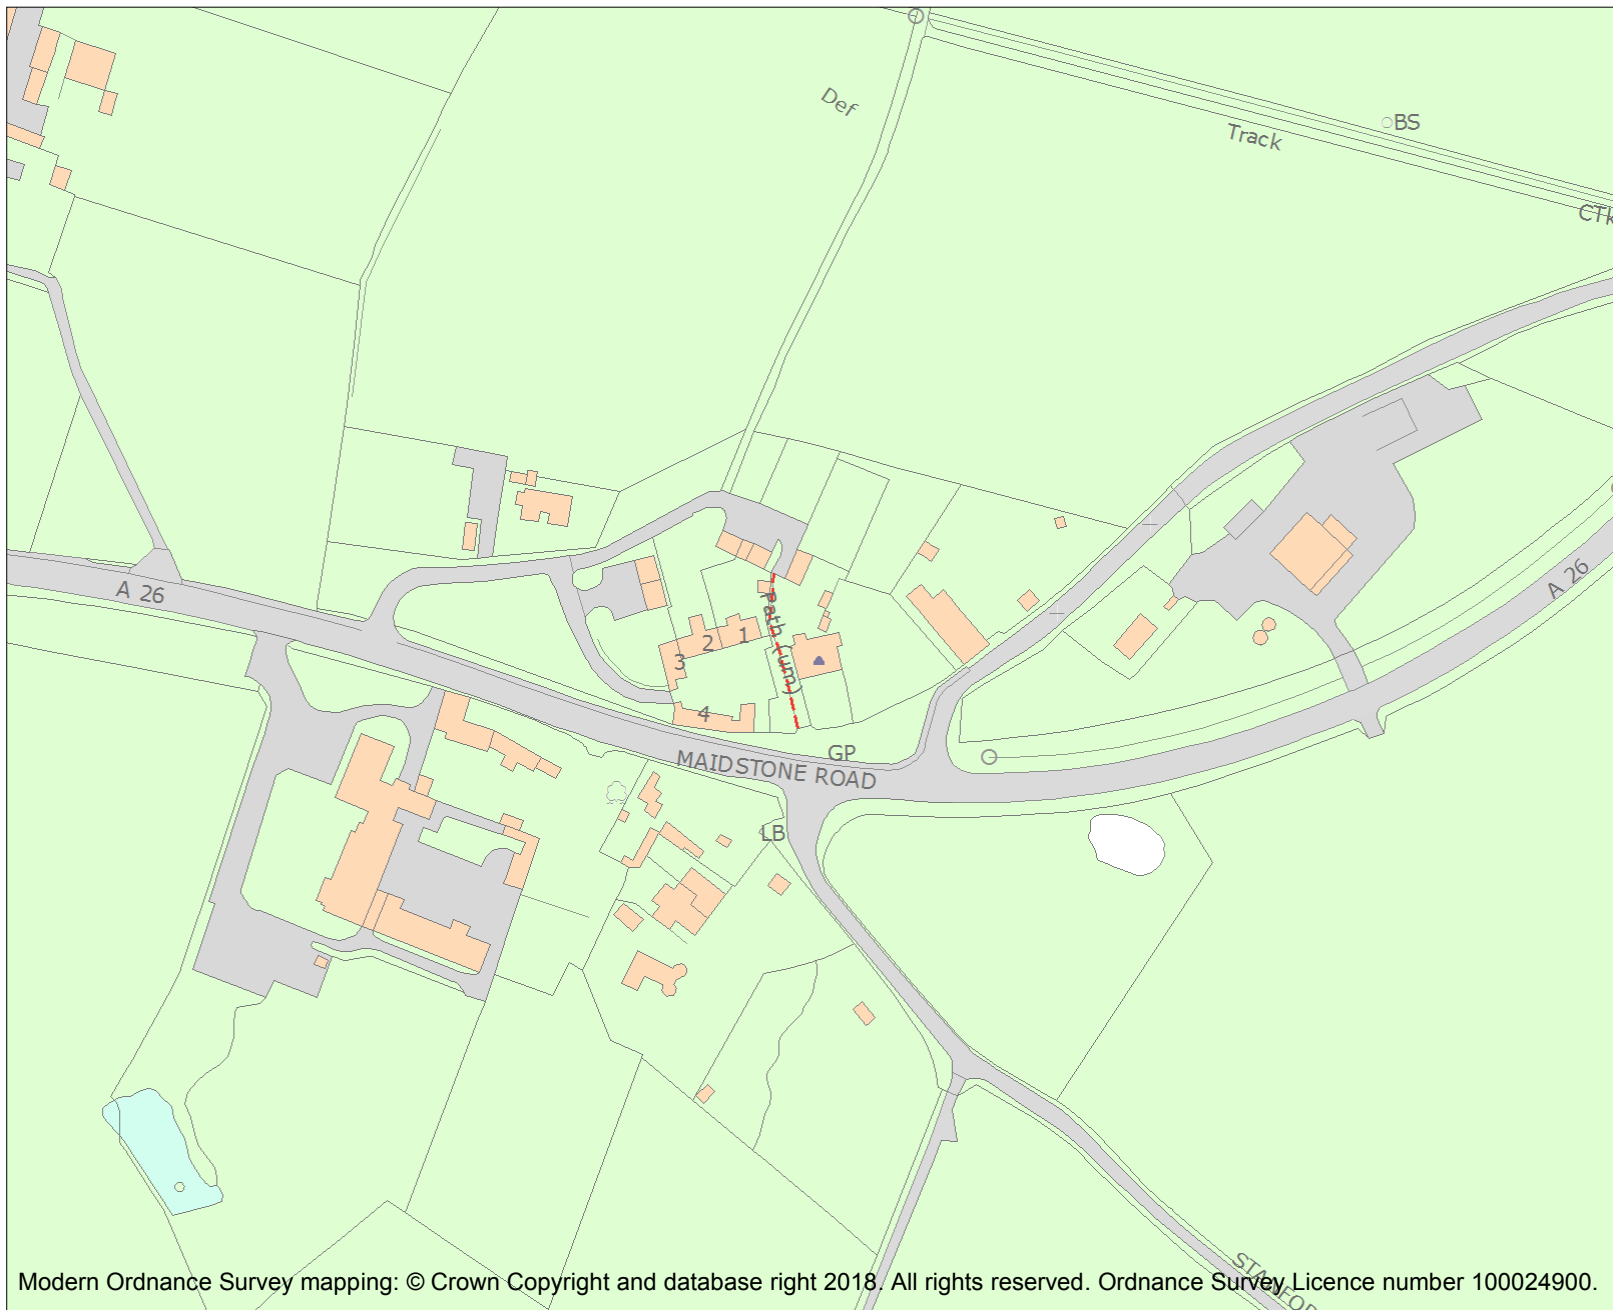 Def
BS
Track
CTk
A 26
A 26
Path (um)
1
2
3
4
GP
MAIDSTONE ROAD
LB
Modern Ordnance Survey mapping: © Crown Copyright and database right 2018. All rights reserved. Ordnance Survey Licence number 100024900.